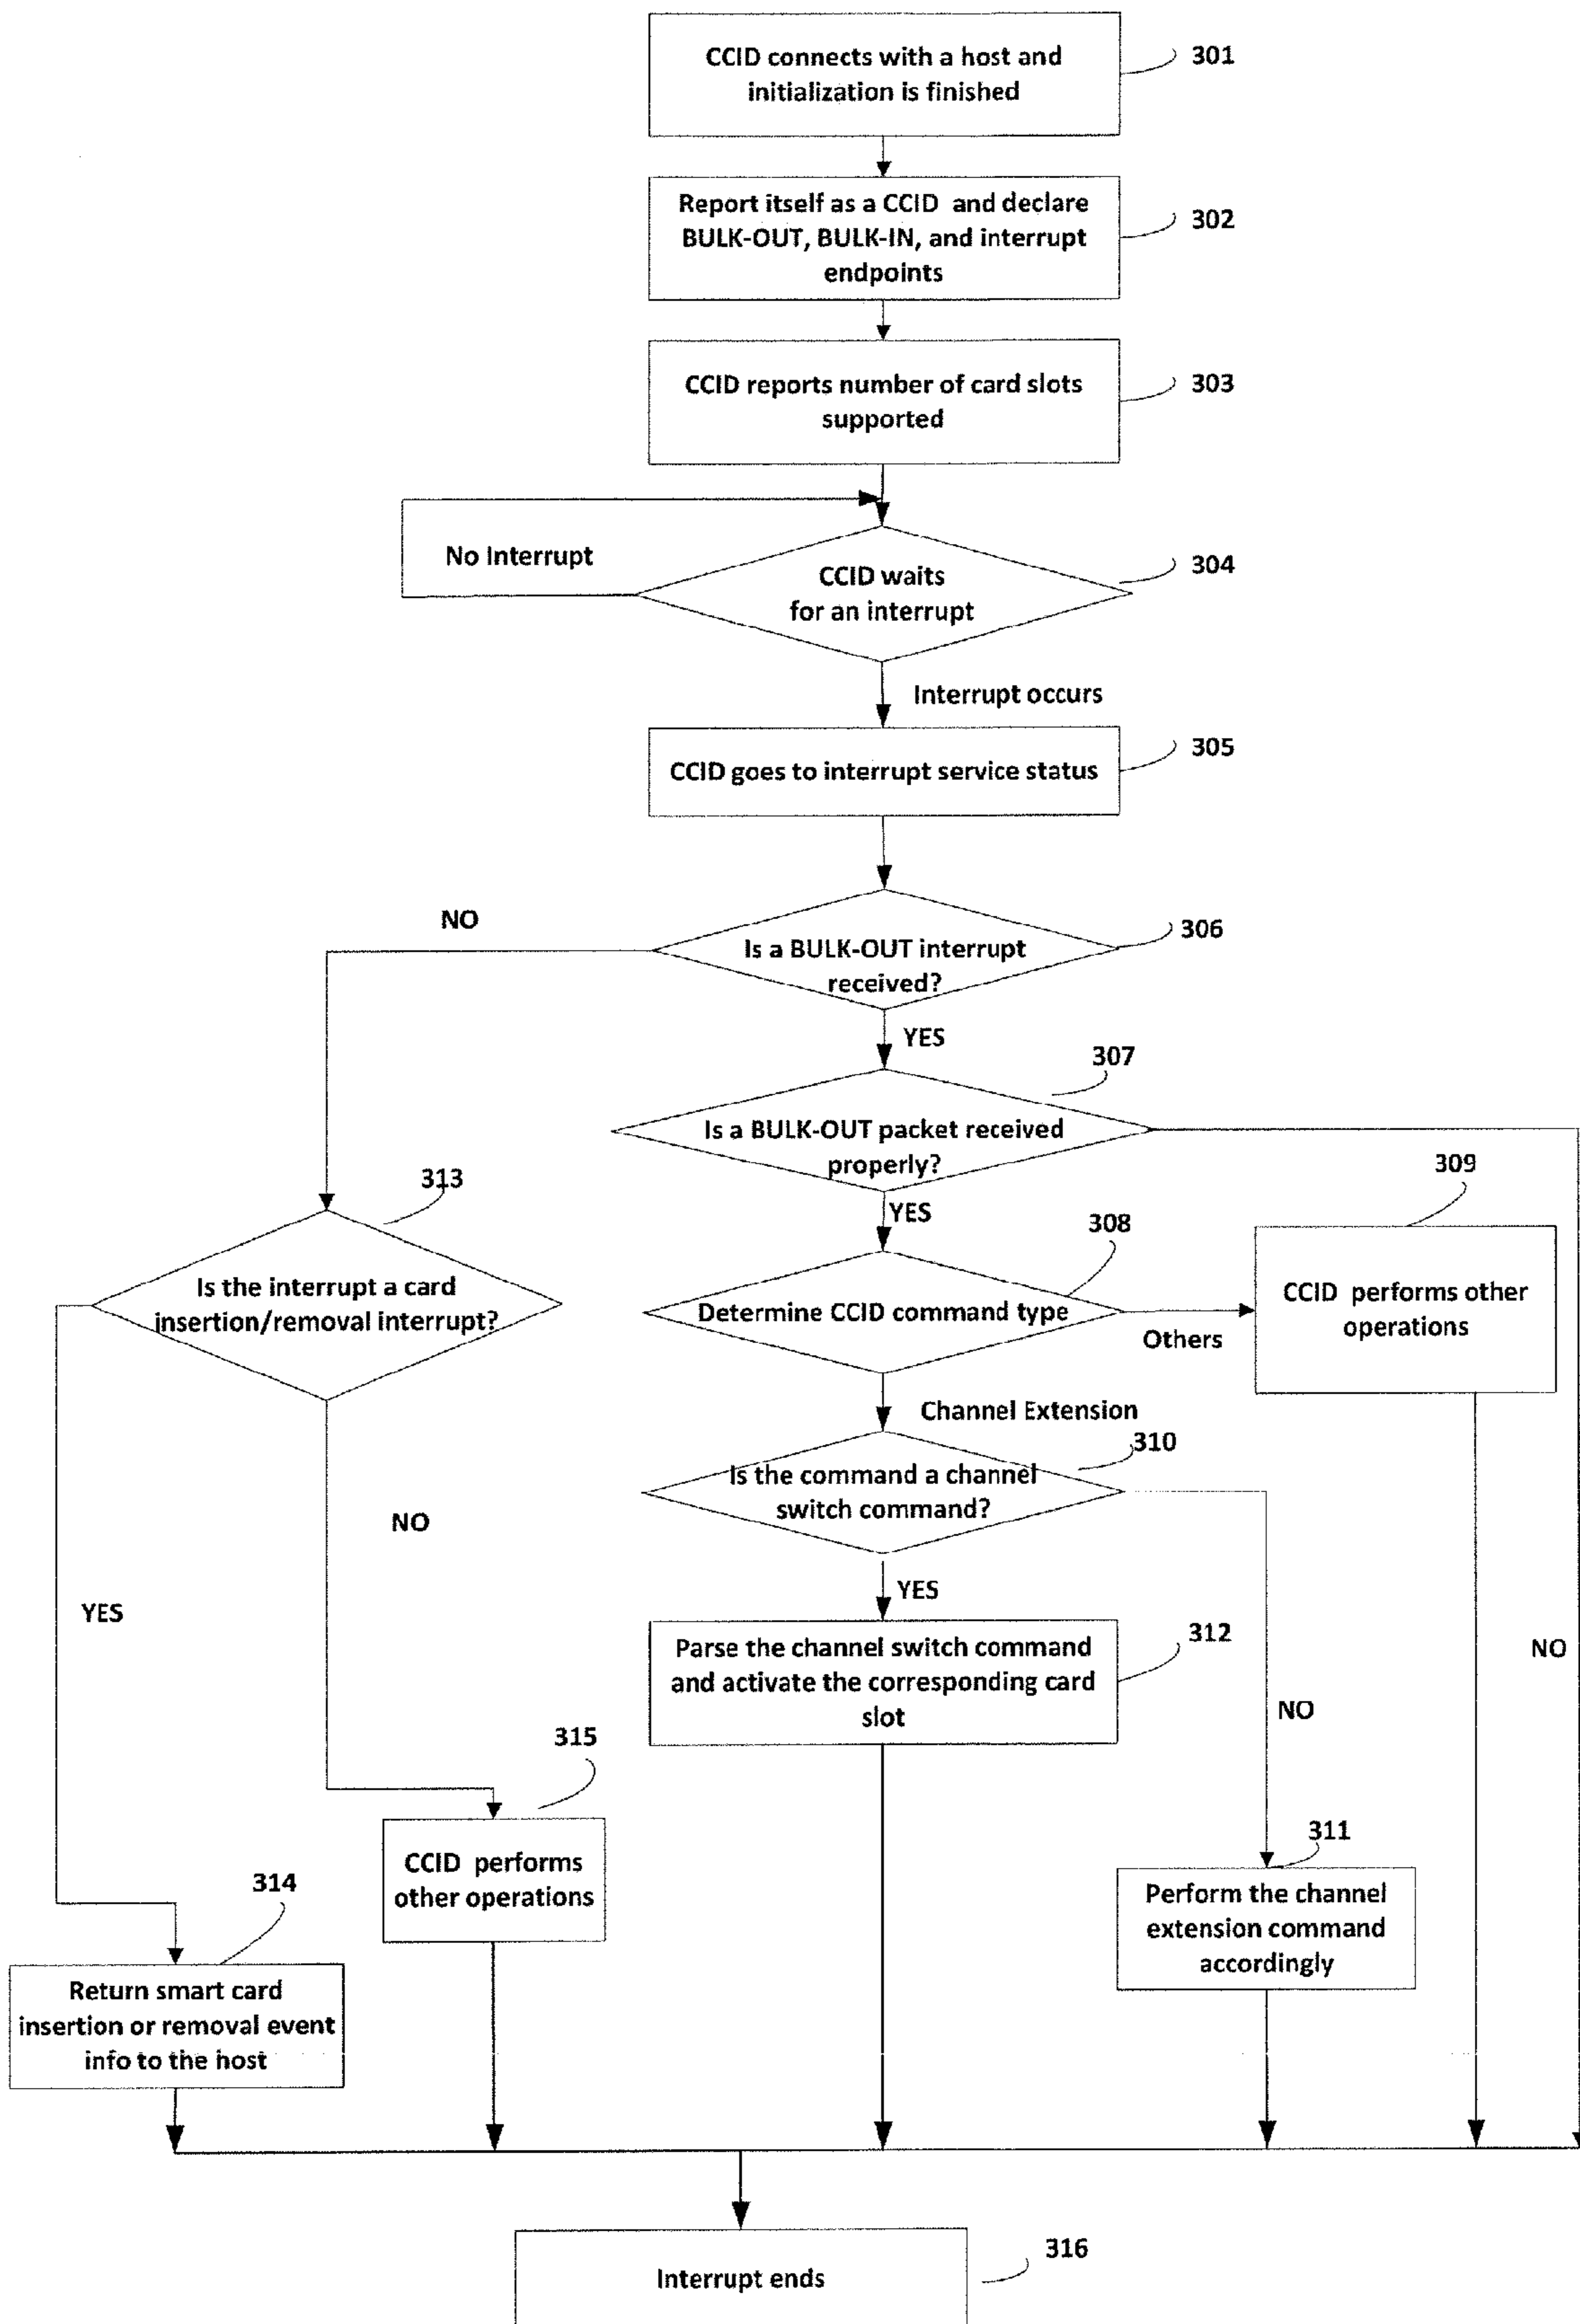 CCID connects with a host and
initialization is finished
301
Report itself as a CCID and declare
BULK-OUT, BULK-IN, and interrupt
endpoints
302
CCID reports number of card slots
supported
303
No Interrupt
CCID waits
for an interrupt
304
Interrupt occurs
CCID goes to interrupt service status
305
NO
Is a BULK-OUT interrupt
received?
306
YES
307
Is a BULK-OUT packet received
properly?
YES
313
Is the interrupt a card
insertion/removal interrupt?
308
Determine CCID command type
Others
309
CCID performs other
operations
Channel Extension
310
Is the command a channel
switch command?
NO
YES
YES
Parse the channel switch command
and activate the corresponding card
slot
312
NO
NO
315
CCID performs
other operations
311
Perform the channel
extension command
accordingly
314
Return smart card
insertion or removal event
info to the host
Interrupt ends
316